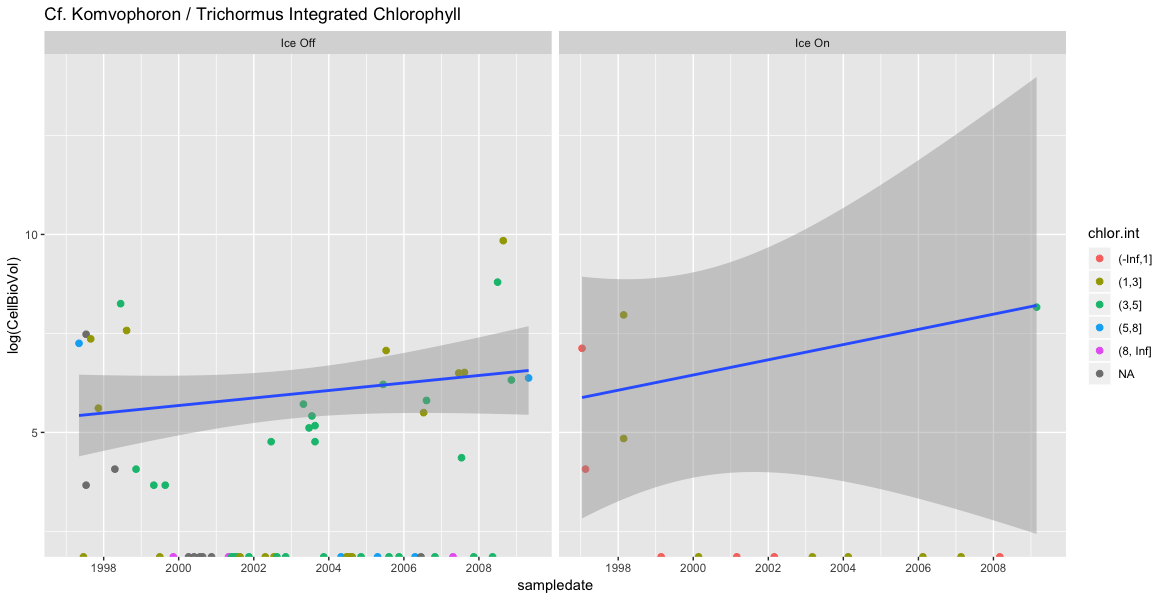 Cf. Komvophoron / Trichormus Integrated Chlorophyll
Ice Off
Ice On
log(CellBioVol)
10
5
1998 2000 2002 2004 2006 2008
1998 2000 2002 2004 2006 2008
sampledate
chlor.int
(-Inf,1]
(1,3]
(3,5]
(5,8]
(8, Inf]
NA